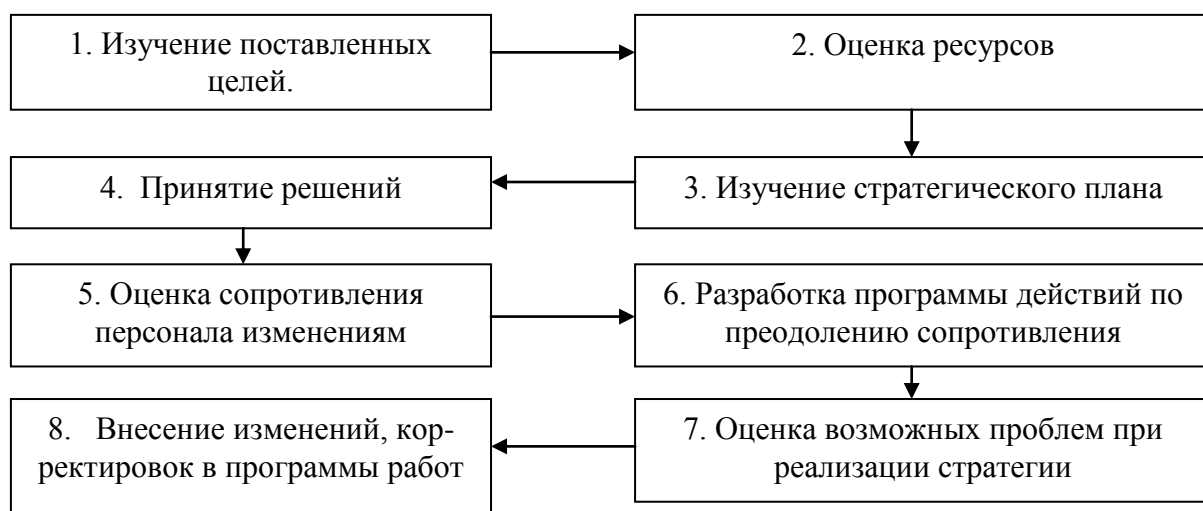 1. Изучение поставленных
целей.
2. Оценка ресурсов
3. Изучение стратегического плана
4. Принятие решений
5. Оценка сопротивления
персонала изменениям
6. Разработка программы действий по
преодолению сопротивления
7. Оценка возможных проблем при
реализации стратегии
8. Внесение изменений, кор-
ректировок в программы работ